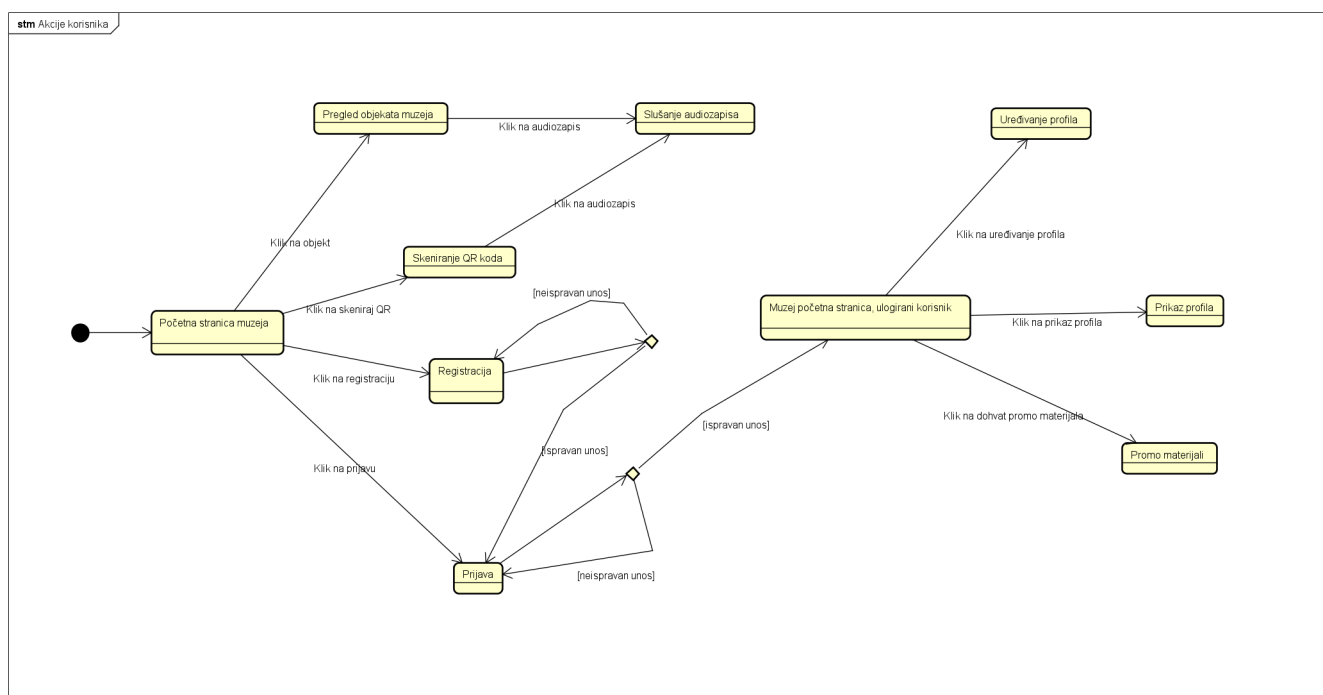 stm Akcije korisnika
Pregled objekata muzeja
Klik na audiozapis
Slušanje audiozapisa
Uređivanje profila
Klik na audiozapis
Klik na objekt
Klik na uređivanje profila
Skeniranje QR koda
[neispravan unos]
Klik na skeniraj QR
Početna stranica muzeja
Muzej početna stranica, ulogirani korisnik
Prikaz profila
Klik na prikaz profila
Registracija
Klik na registraciju
Klik na dohvat promo materijala
[ispravan unos]
[ispravan unos]
Promo materijali
Klik na prijavu
Prijava
[neispravan unos]